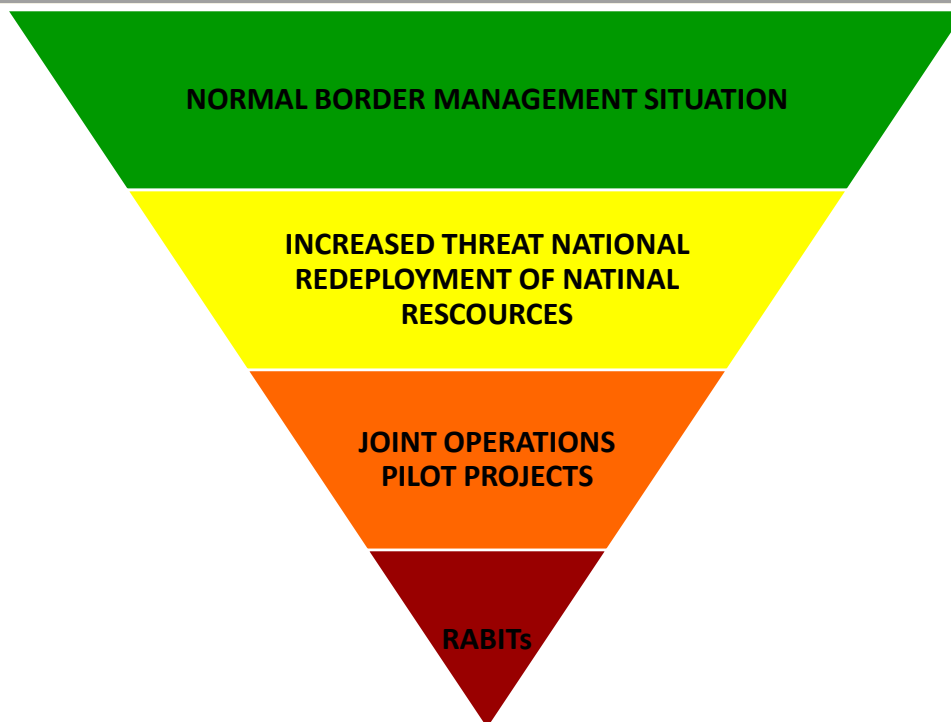 NORMAL BORDER MANAGEMENT SITUATION
INCREASED THREAT NATIONAL
REDEPLOYMENT OF NATINAL
RESCOURCES
JOINT OPERATIONS
PILOT PROJECTS
RABITs